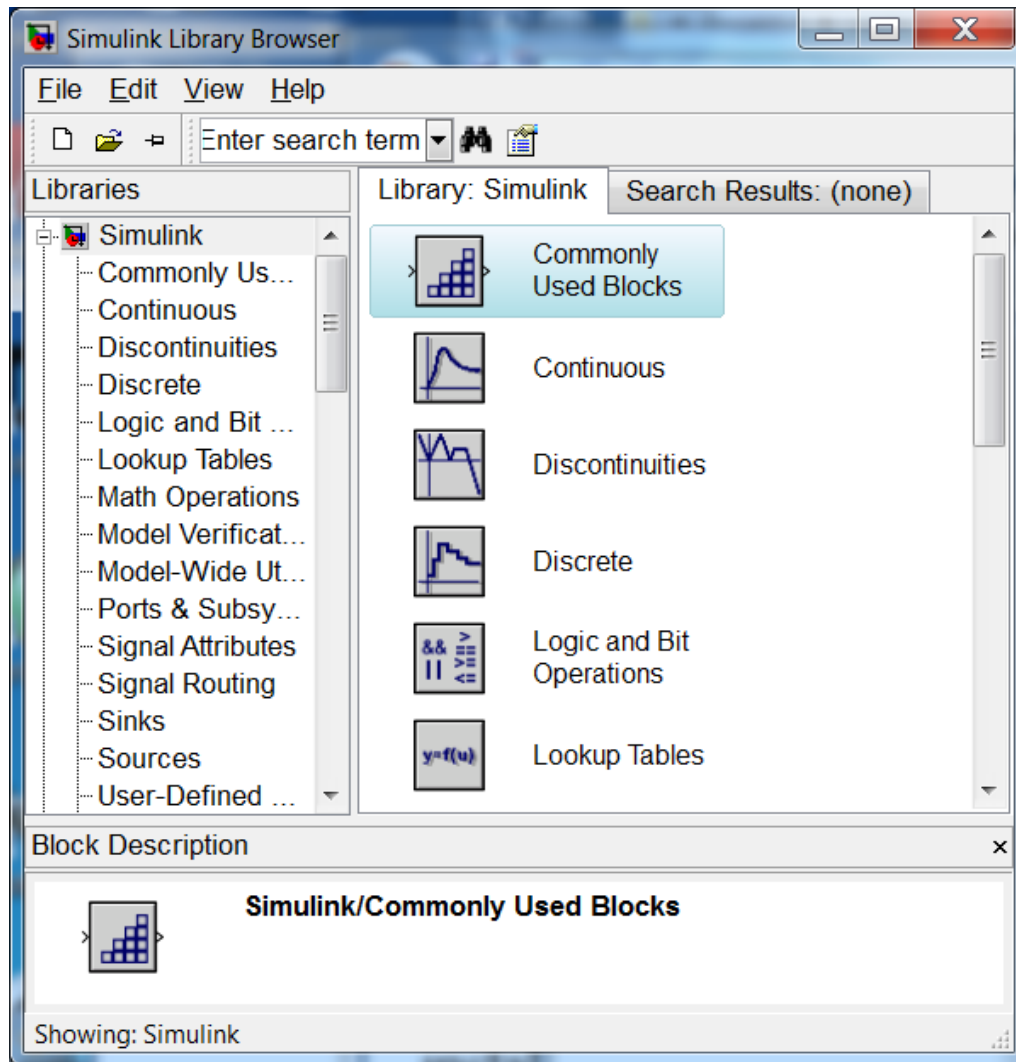 Simulink Library Browser
File Edit View Help
Enter search term
Libraries
Library: Simulink
Search Results: (none)
Simulink
Commonly Us...
Continuous
Discontinuities
Discrete
Logic and Bit ...
Lookup Tables
Math Operations
Model Verificat...
Model-Wide Ut...
Ports & Subsy...
Signal Attributes
Signal Routing
Sinks
Sources
User-Defined ...
Commonly
Used Blocks
Continuous
Discontinuities
Discrete
&& > == >= <= ||
Logic and Bit
Operations
y=f(u)
Lookup Tables
Block Description
Simulink/Commonly Used Blocks
Showing: Simulink